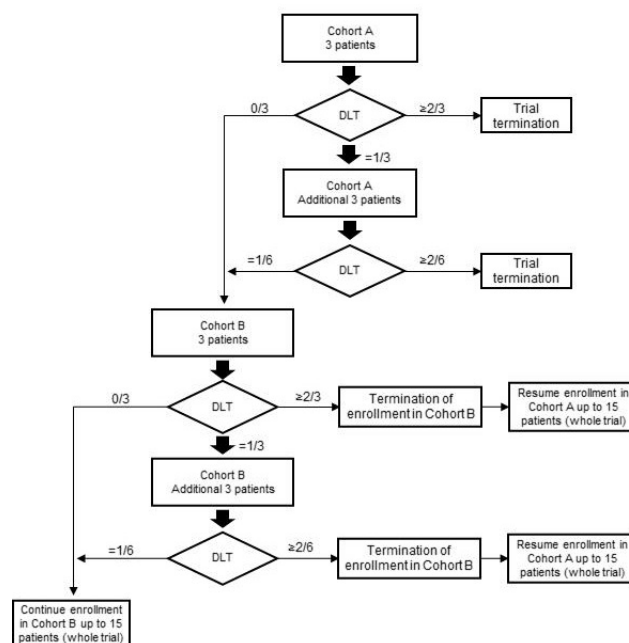 Cohort A
3 patients
0/3
DLT
≥2/3
Trial
termination
=1/3
Cohort A
Additional 3 patients
=1/6
DLT
≥2/6
Trial
termination
Cohort B
3 patients
0/3
DLT
≥2/3
Termination of
enrollment in Cohort B
Resume enrollment in
Cohort A up to 15
patients (whole trial)
=1/3
Cohort B
Additional 3 patients
=1/6
DLT
≥2/6
Termination of
enrollment in Cohort B
Resume enrollment in
Cohort A up to 15
patients (whole trial)
Continue enrollment
in Cohort B up to 15
patients (whole trial)